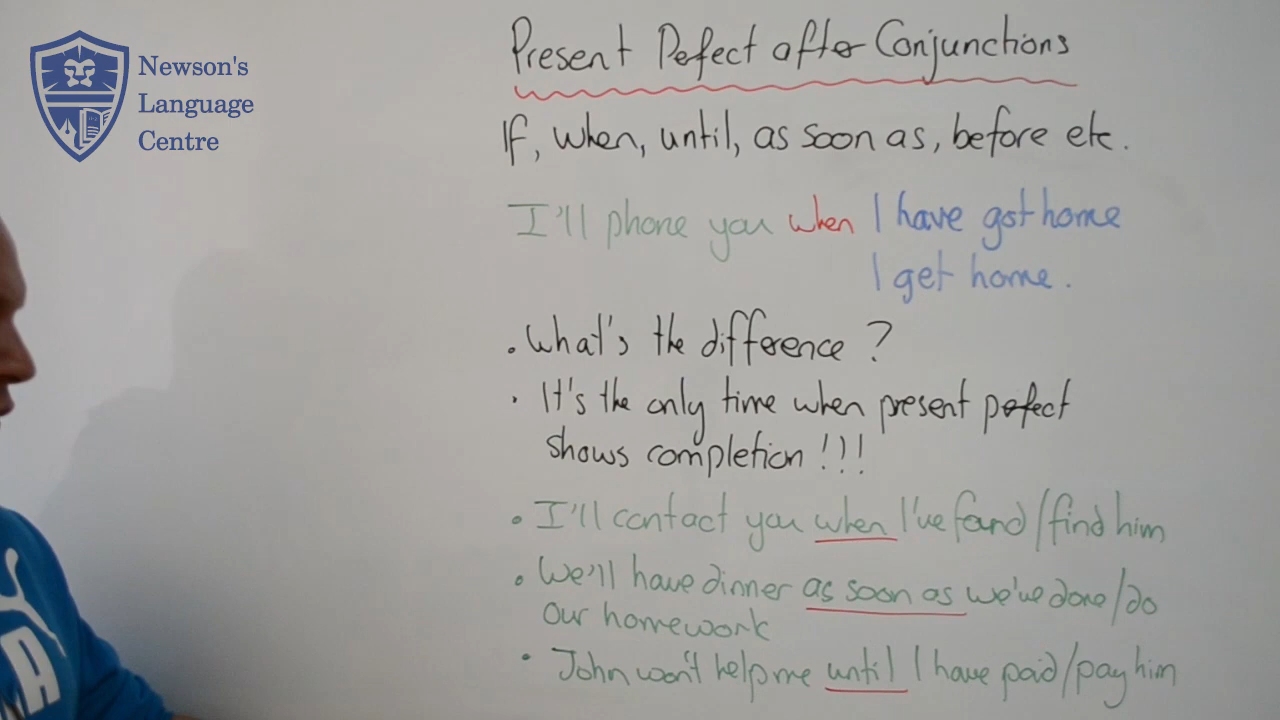 Newson's
Language
Centre
Present Perfect after Conjunctions
If, when, until, as soon as, before etc.
I'll phone you when I have got home
I get home.
. What's the difference ?
· It's the only time when present perfect
shows completion!!!
• I'll contact you when I've found/find him
• We'll have dinner as soon as we've done/do
our homework
• John won't help me until I have paid/pay him